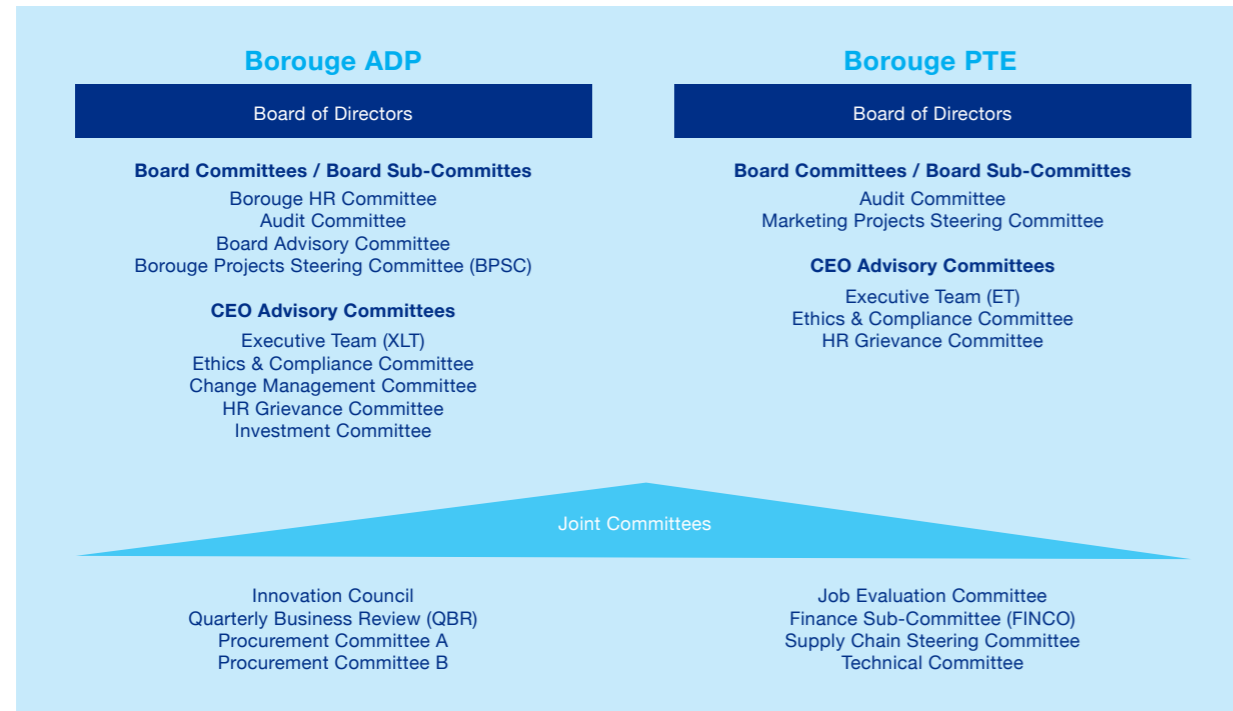 Borouge ADP
Board of Directors
Board Committees / Board Sub-Committes
Borouge HR Committee
Audit Committee
Board Advisory Committee
Borouge Projects Steering Committee (BPSC)
CEO Advisory Committees
Executive Team (XLT)
Ethics & Compliance Committee
Change Management Committee
HR Grievance Committee
Investment Committee
Borouge PTE
Board of Directors
Board Committees / Board Sub-Committes
Audit Committee
Marketing Projects Steering Committee
CEO Advisory Committees
Executive Team (ET)
Ethics & Compliance Committee
HR Grievance Committee
Joint Committees
Innovation Council
Quarterly Business Review (QBR)
Procurement Committee A
Procurement Committee B
Job Evaluation Committee
Finance Sub-Committee (FINCO)
Supply Chain Steering Committee
Technical Committee